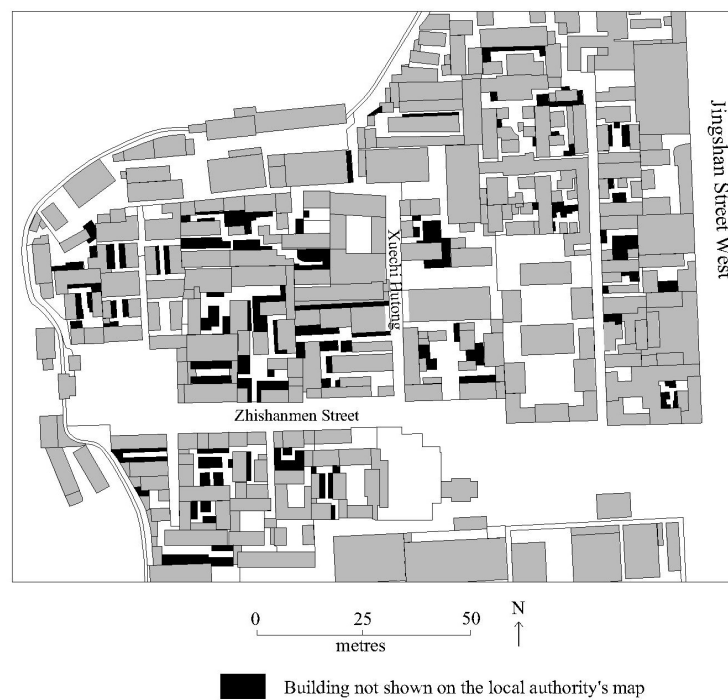 Jingshan Street West
Xuechi Hutong
Zhishanmen Street
0 25 50
metres
N
Building not shown on the local authority's map